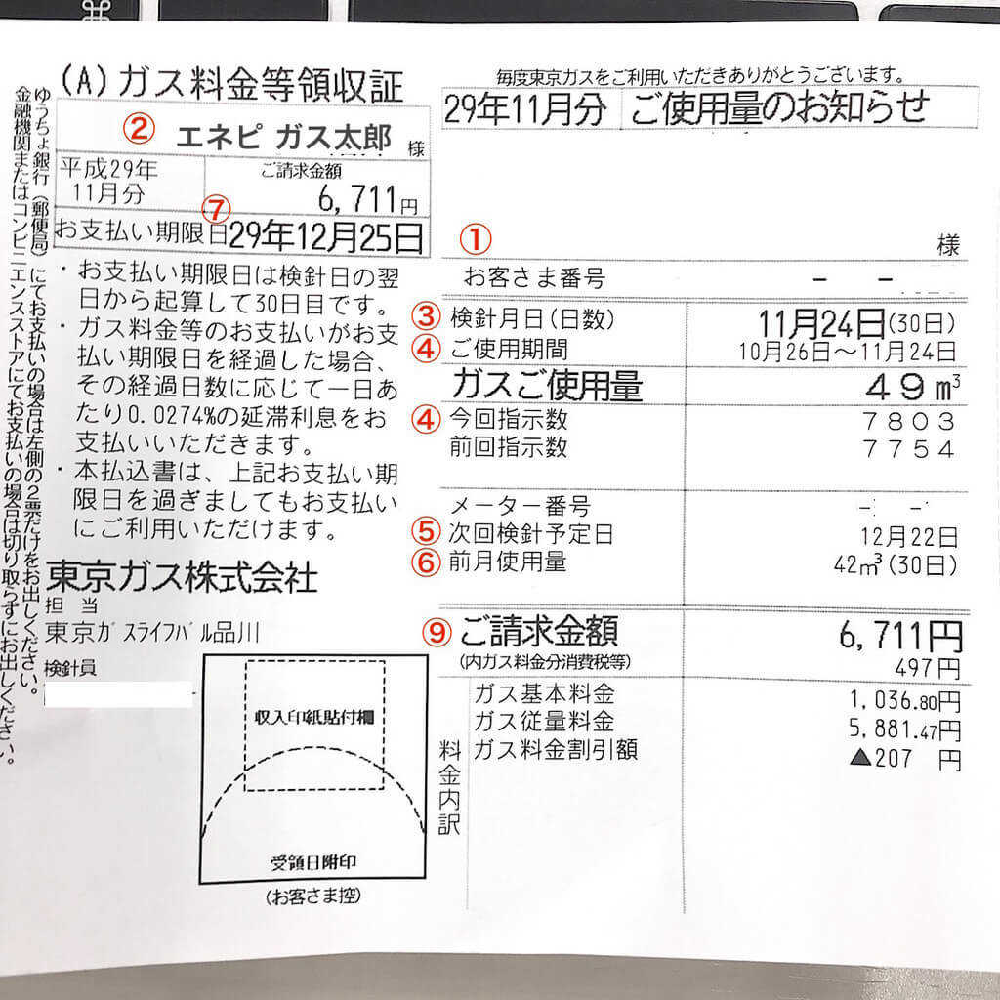 ⌘
(A)ガス料金等領収証
② エネピ ガス太郎 様
平成29年
11月分
ご請求金額
6,711円
⑦
お支払い期限日29年12月25日
・お支払い期限日は検針日の翌
日から起算して30日目です。
・ガス料金等のお支払いがお支
払い期限日を経過した場合、
その経過日数に応じて一日あ
たり0.0274%の延滞利息をお
支払いいただきます。
・本払込書は、上記お支払い期
限日を過ぎましてもお支払い
にご利用いただけます。
東京ガス株式会社
担 当
東京ガスライフバル品川
検針員
収入印紙貼付欄
受領日附印
(お客さま控)
ゆうちょ銀行(郵便局)にてお支払いの場合は左側の2票だけをお出しください。
金融機関またはコンビニエンスストアにてお支払いの場合は切り取らずにお出しください。
毎度東京ガスをご利用いただきありがとうございます。
29年11月分 ご使用量のお知らせ
① 様
お客さま番号 − −
③ 検針月日(日数) 11月24日(30日)
④ ご使用期間 10月26日〜11月24日
ガスご使用量 49m³
④ 今回指示数 7803
前回指示数 7754
メーター番号 − −
⑤ 次回検針予定日 12月22日
⑥ 前月使用量 42m³(30日)
⑨ ご請求金額 6,711円
(内ガス料金分消費税等) 497円
料金内訳
ガス基本料金 1,036.80円
ガス従量料金 5,881.47円
ガス料金割引額 ▲207 円